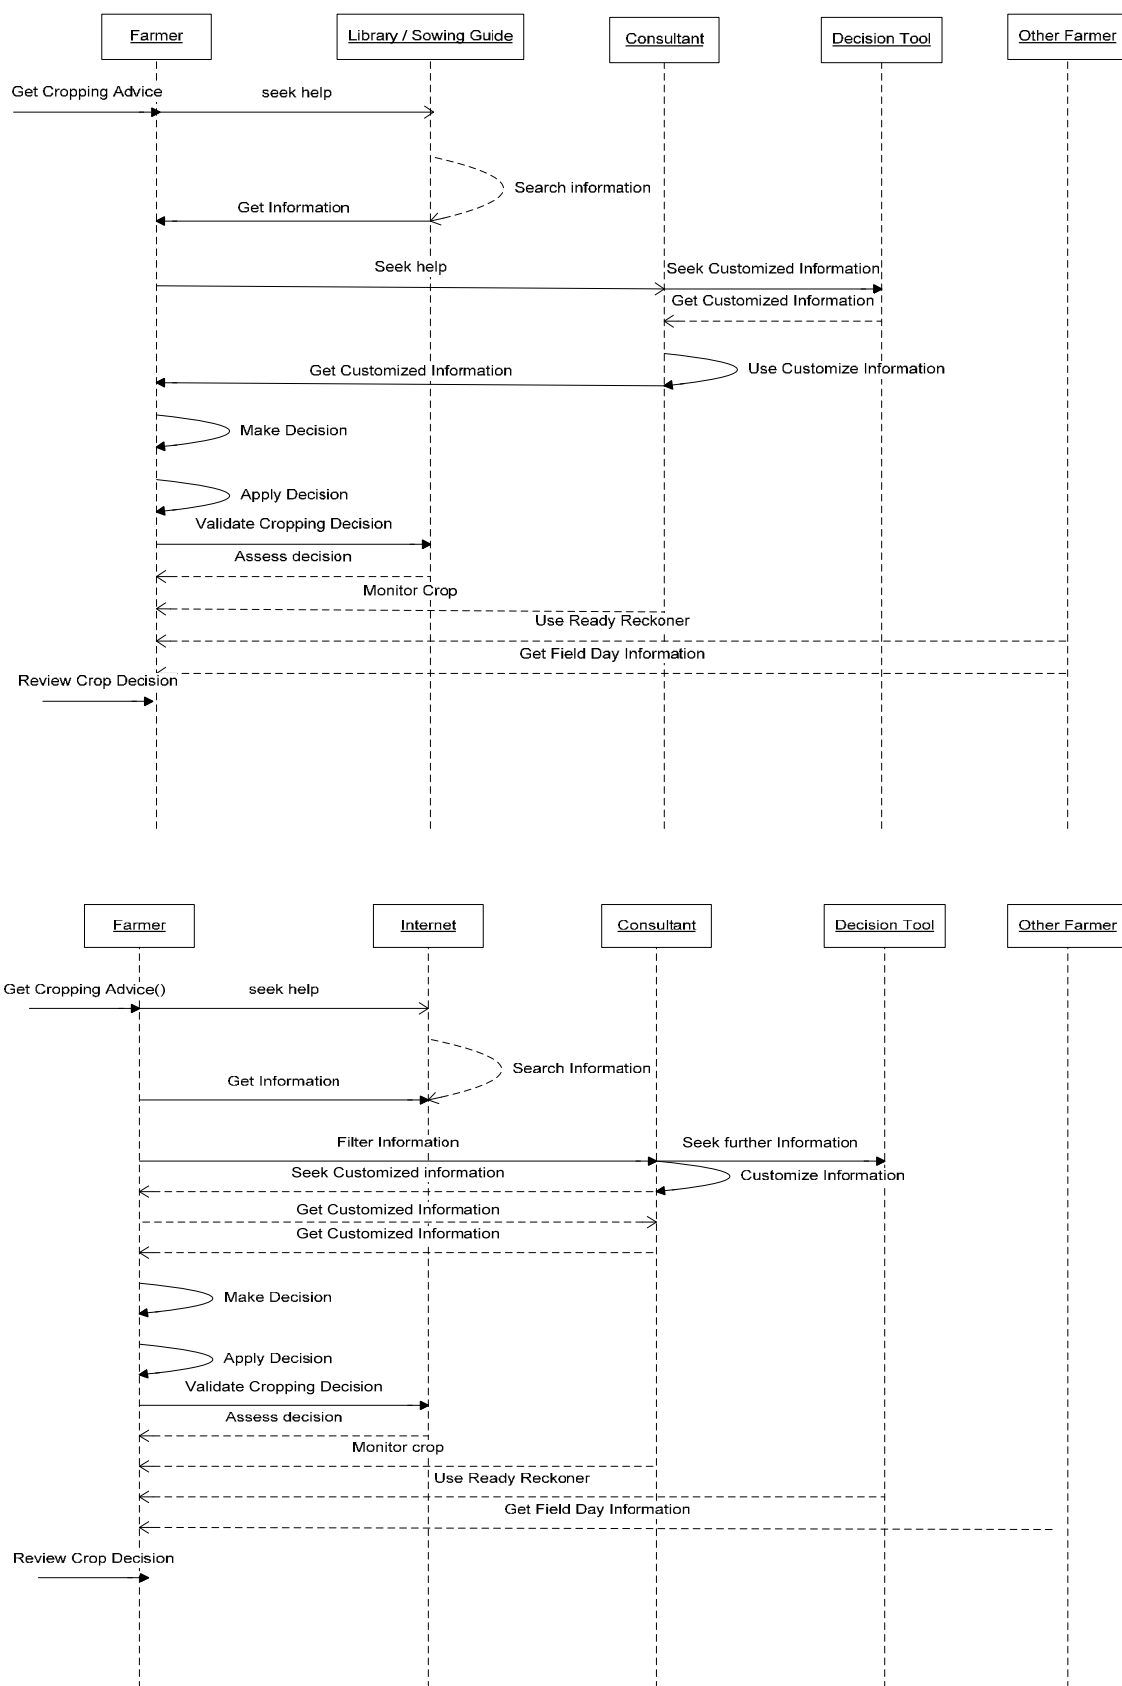 Farmer
Library / Sowing Guide
Consultant
Decision Tool
Other Farmer
Get Cropping Advice
seek help
Search information
Get Information
Seek help
Seek Customized Information
Get Customized Information
Use Customize Information
Get Customized Information
Make Decision
Apply Decision
Validate Cropping Decision
Assess decision
Monitor Crop
Use Ready Reckoner
Get Field Day Information
Review Crop Decision
Farmer
Internet
Consultant
Decision Tool
Other Farmer
Get Cropping Advice()
seek help
Search Information
Get Information
Filter Information
Seek further Information
Seek Customized information
Customize Information
Get Customized Information
Get Customized Information
Make Decision
Apply Decision
Validate Cropping Decision
Assess decision
Monitor crop
Use Ready Reckoner
Get Field Day Information
Review Crop Decision